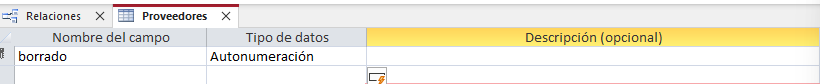 Relaciones Proveedores
Nombre del campo Tipo de datos Descripción (opcional)
borrado Autonumeración